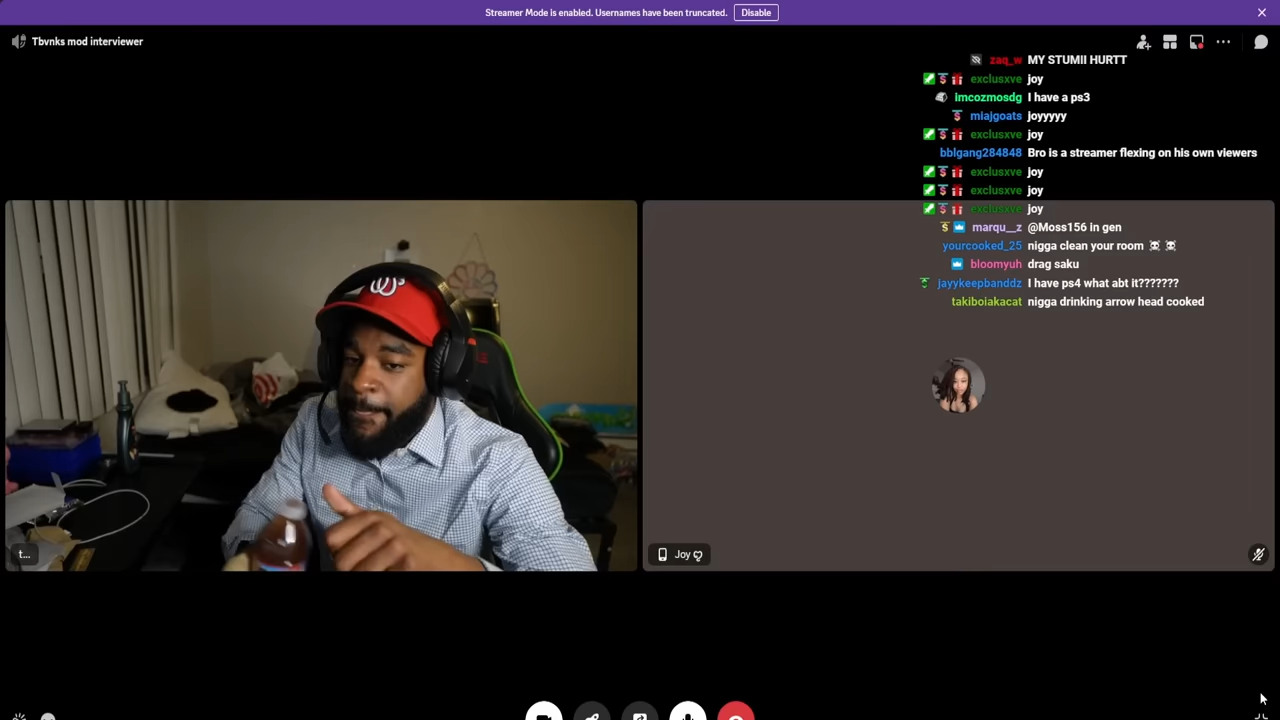 Streamer Mode is enabled. Usernames have been truncated. Disable
Tbvnks mod interviewer
zaq_w MY STUMII HURTT
exclusxve joy
imcozmosdg I have a ps3
miajgoats joyyyyy
exclusxve joy
bblgang284848 Bro is a streamer flexing on his own viewers
exclusxve joy
exclusxve joy
exclusxve joy
marqu__z @Moss156 in gen
yourcooked_25 nigga clean your room ☠️ ☠️
bloomyuh drag saku
jayykeepbanddz I have ps4 what abt it???????
takiboiakacat nigga drinking arrow head cooked
W
t...
Joy ღ